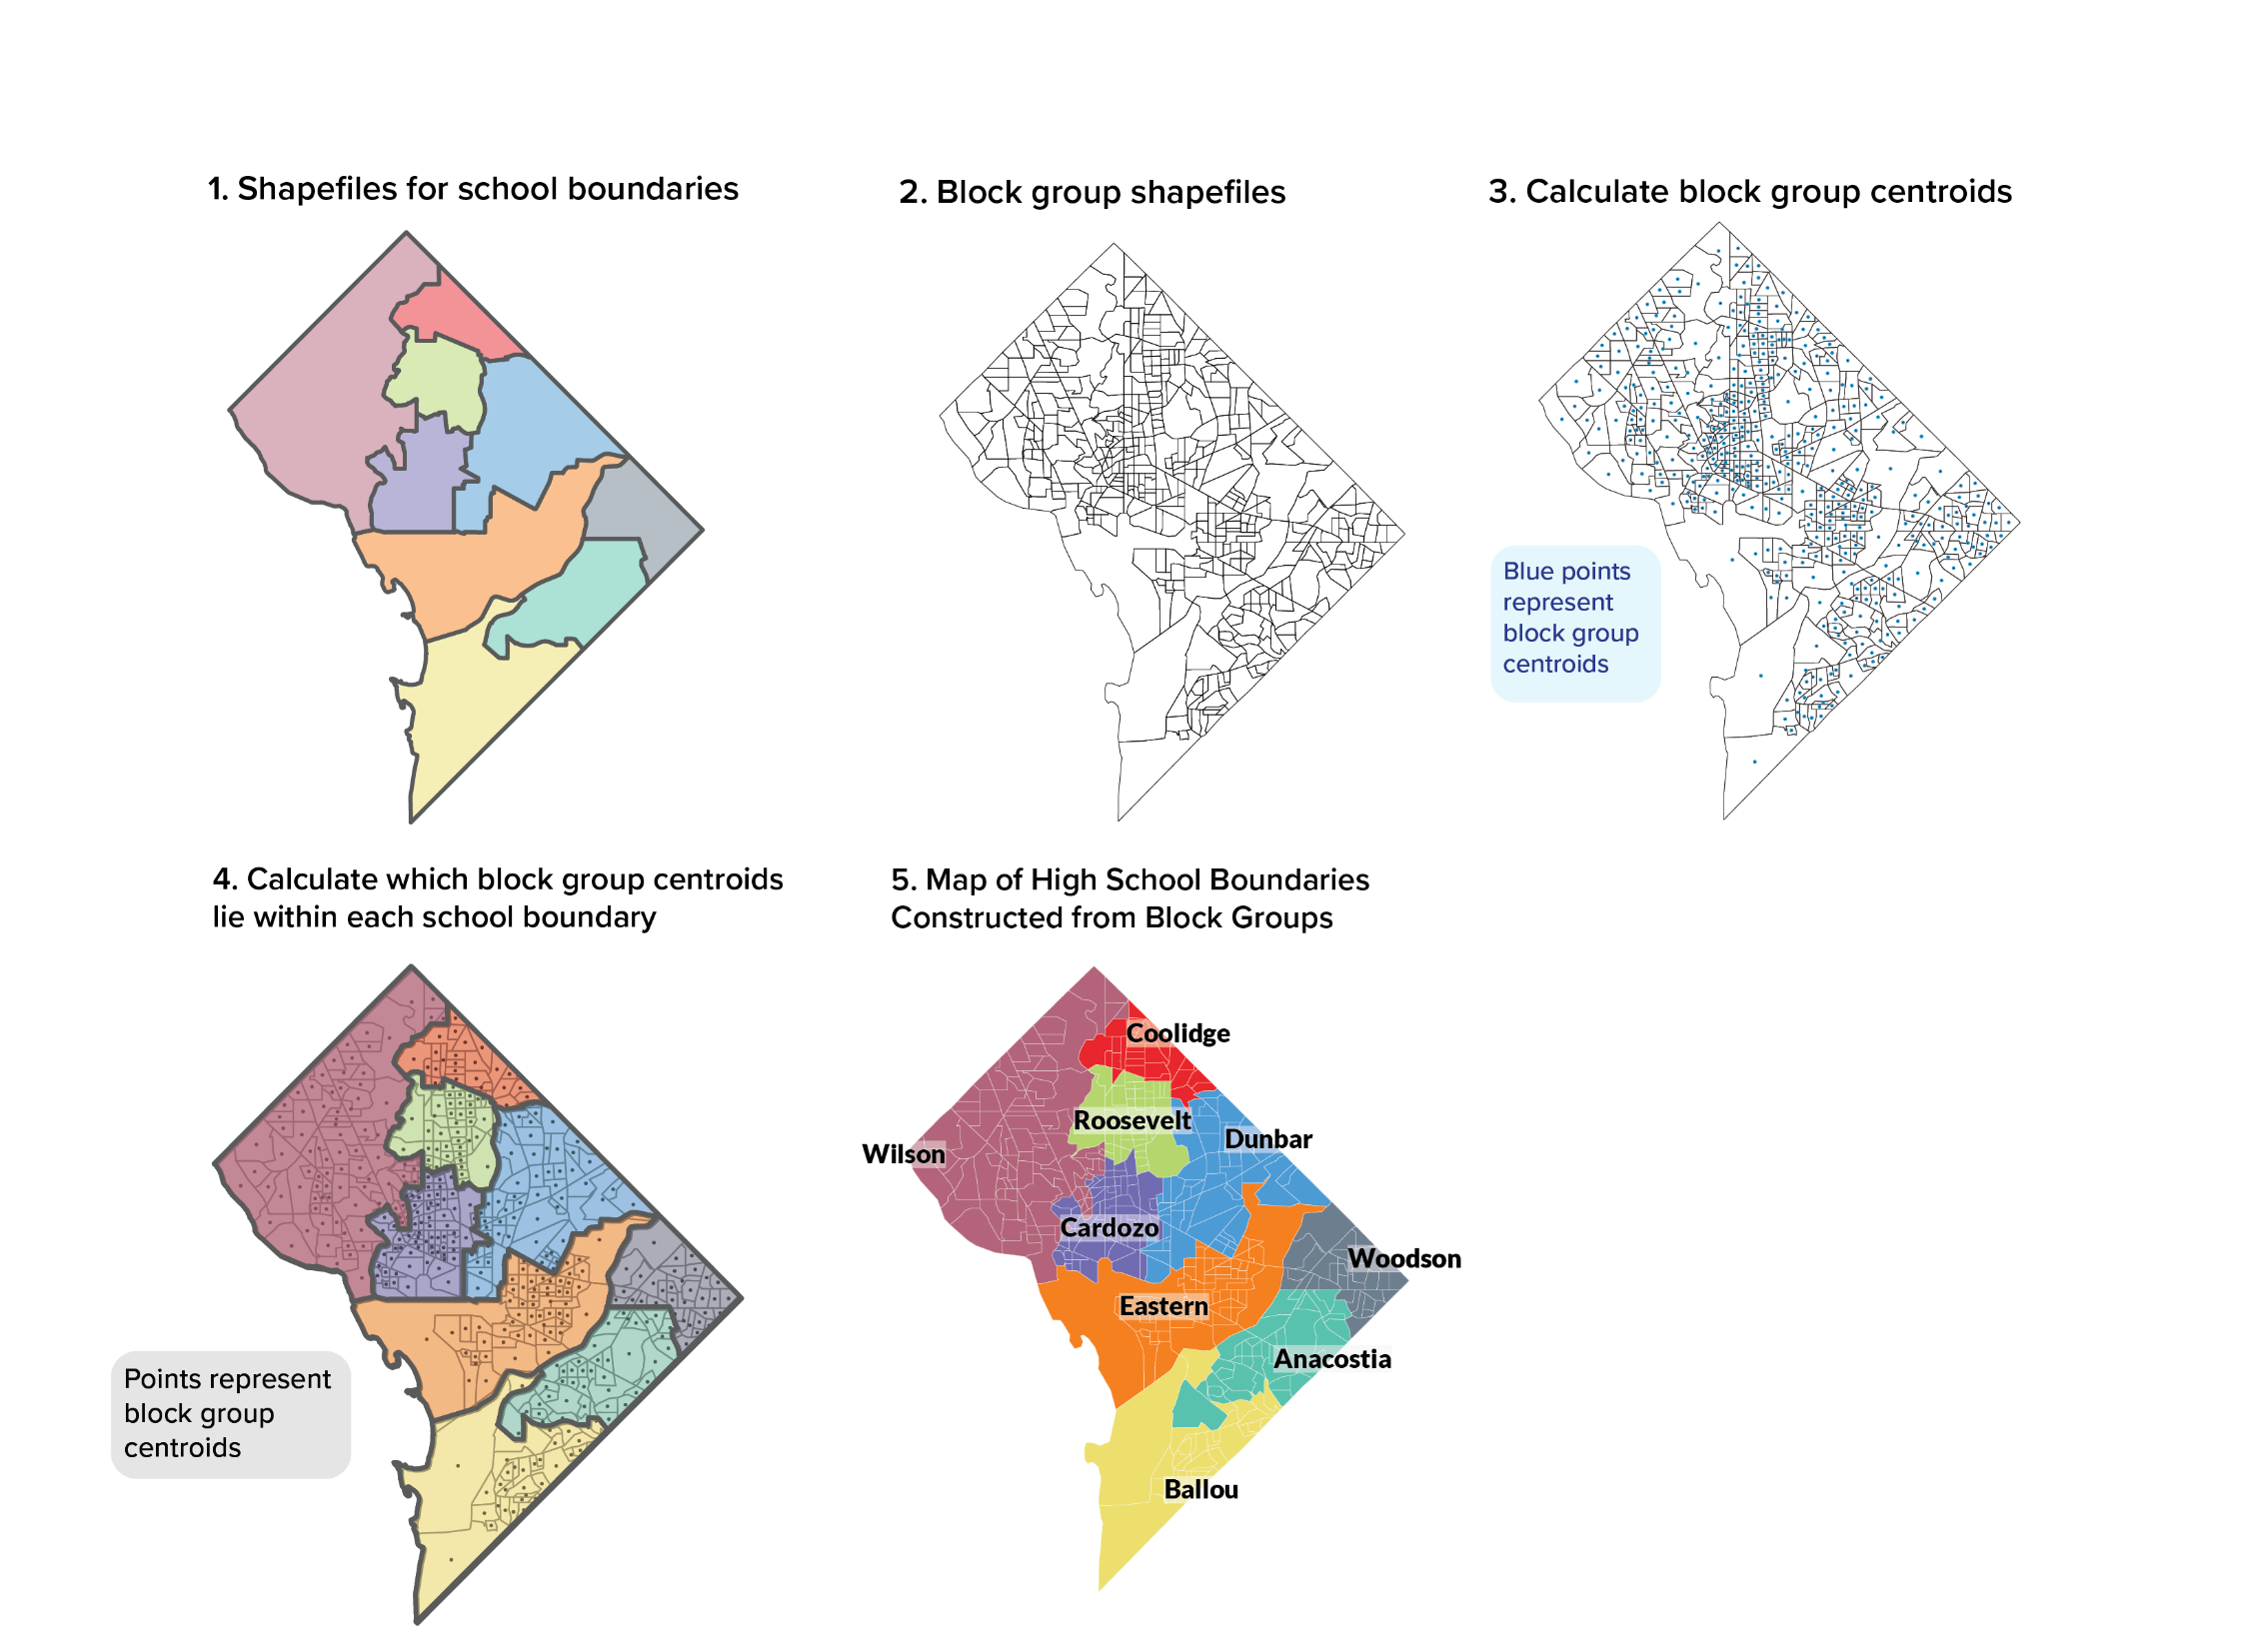 1. Shapefiles for school boundaries
2. Block group shapefiles
3. Calculate block group centroids
Blue points
represent
block group
centroids
4. Calculate which block group centroids
lie within each school boundary
Points represent
block group
centroids
5. Map of High School Boundaries
Constructed from Block Groups
Coolidge
Roosevelt
Dunbar
Wilson
Cardozo
Woodson
Eastern
Anacostia
Ballou